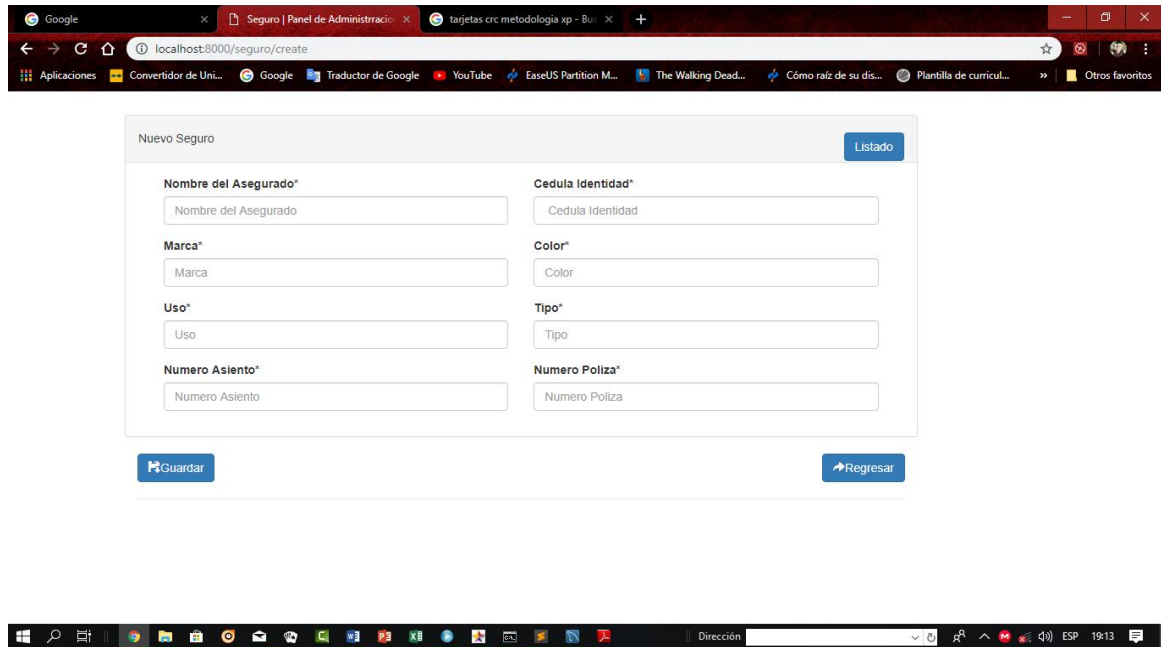 Google
Seguro | Panel de Administrracio
tarjetas crc metodologia xp - Bus
localhost:8000/seguro/create
Aplicaciones Convertidor de Uni... Google Traductor de Google YouTube EaseUS Partition M... The Walking Dead... Cómo raíz de su dis... Plantilla de curricul... » Otros favoritos
Nuevo Seguro
Listado
Nombre del Asegurado* Cedula Identidad*
Nombre del Asegurado Cedula Identidad
Marca* Color*
Marca Color
Uso* Tipo*
Uso Tipo
Numero Asiento* Numero Poliza*
Numero Asiento Numero Poliza
Guardar Regresar
Dirección ESP 19:13